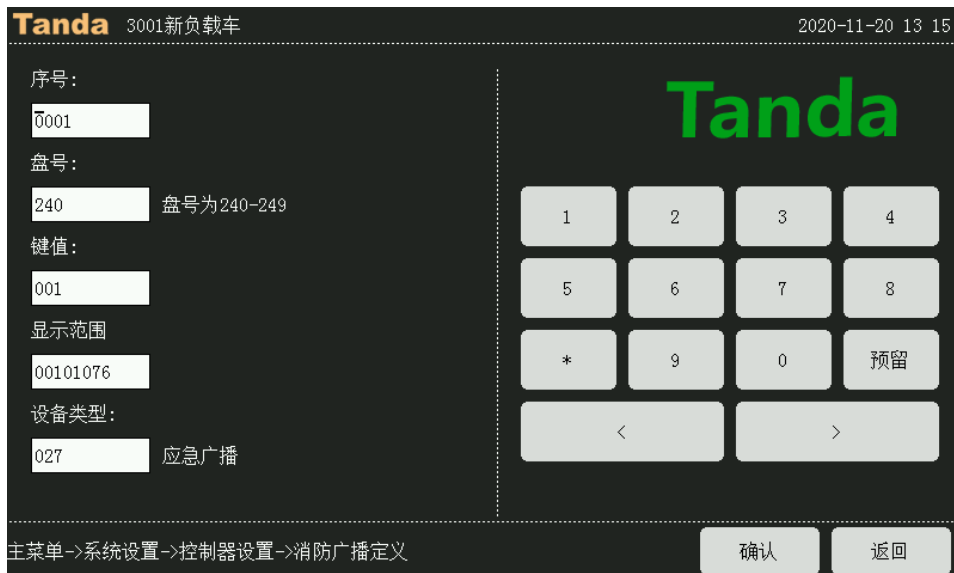 Tanda 3001新负载车 2020-11-20 13 15
序号:
0001
盘号:
240 盘号为240-249
键值:
001
显示范围
00101076
设备类型:
027 应急广播
Tanda
1 2 3 4
5 6 7 8
* 9 0 预留
< >
主菜单->系统设置->控制器设置->消防广播定义 确认 返回